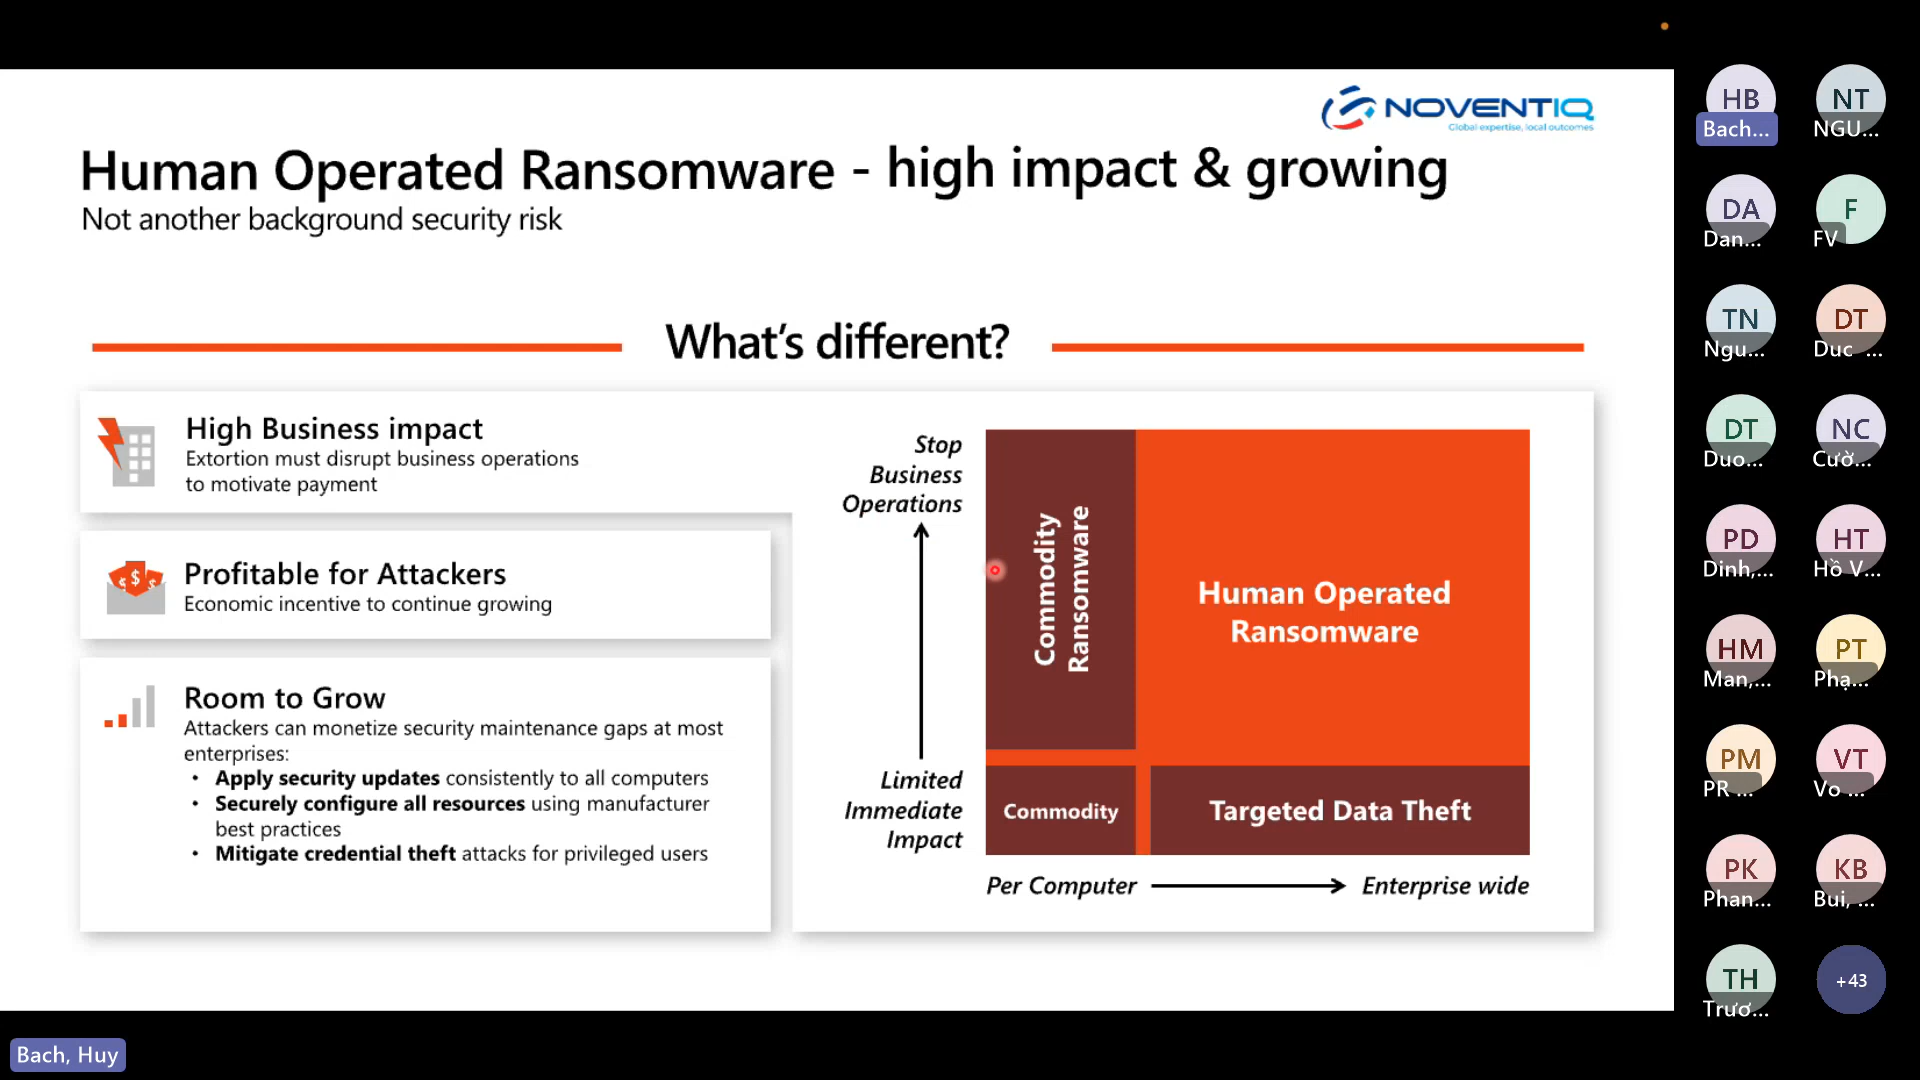 NOVENTIQ
Global expertise, local outcomes
Human Operated Ransomware - high impact & growing
Not another background security risk
What's different?
High Business impact
Extortion must disrupt business operations
to motivate payment
Profitable for Attackers
Economic incentive to continue growing
Room to Grow
Attackers can monetize security maintenance gaps at most
enterprises:
• Apply security updates consistently to all computers
• Securely configure all resources using manufacturer
best practices
• Mitigate credential theft attacks for privileged users
Stop
Business
Operations
Limited
Immediate
Impact
Commodity
Ransomware
Human Operated
Ransomware
Commodity
Targeted Data Theft
Per Computer
Enterprise wide
HB
Bach...
NT
NGU...
DA
Dan...
F
FV
TN
Ngu...
DT
Duc ...
DT
Duo...
NC
Cườ...
PD
Dinh,...
HT
Hồ V...
HM
Man,...
PT
Phạ...
PM
PR ...
VT
Vo ...
PK
Phan...
KB
Bui, ...
TH
Trươ...
+43
Bach, Huy